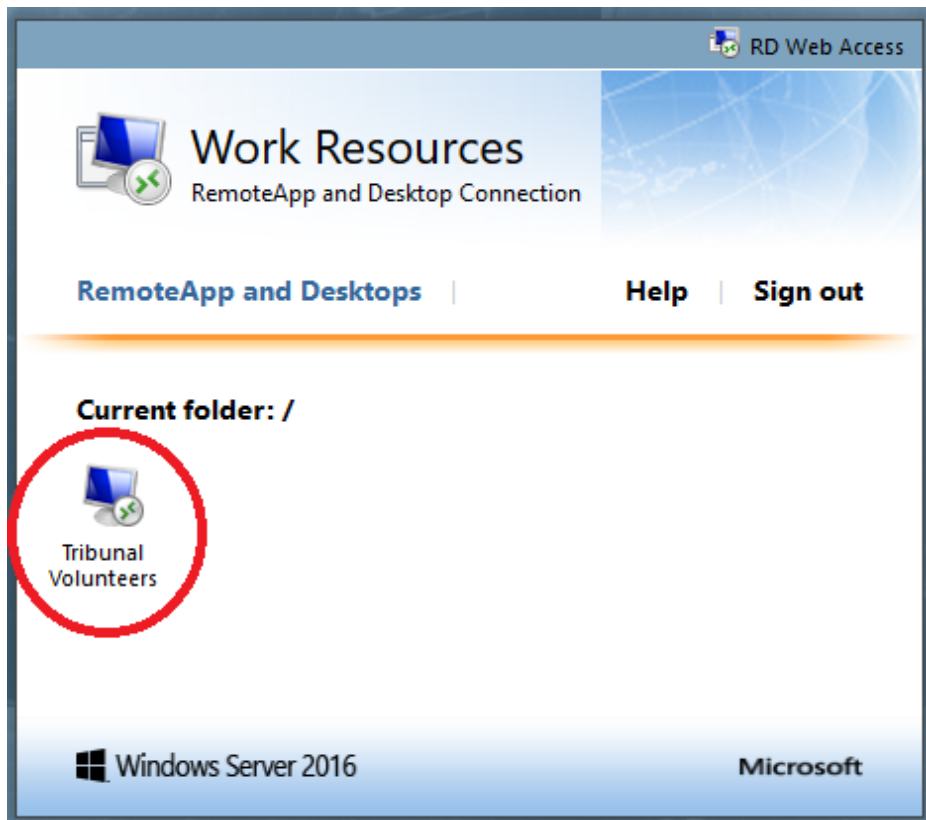 RD Web Access
Work Resources
RemoteApp and Desktop Connection
RemoteApp and Desktops | Help | Sign out
Current folder: /
Tribunal
Volunteers
Windows Server 2016 Microsoft